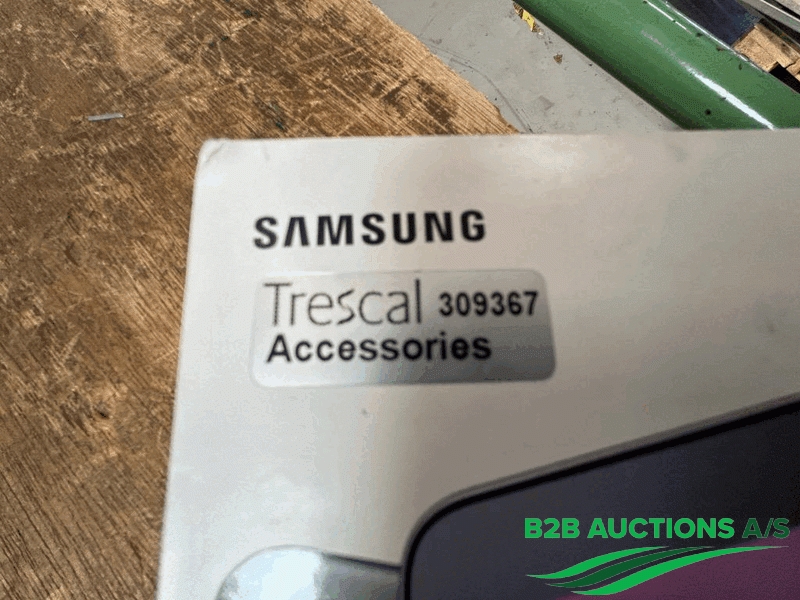 SAMSUNG
Trescal 309367
Accessories
B2B AUCTIONS A/S